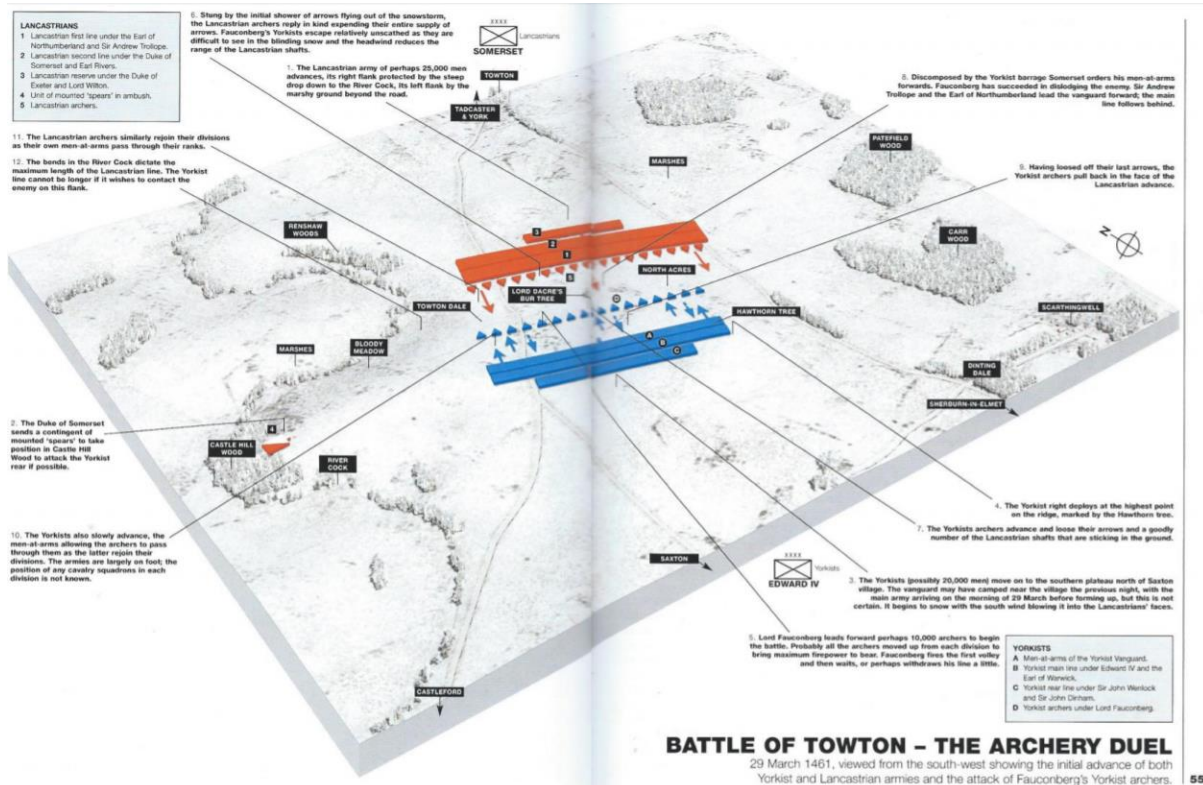 LANCASTRIANS
1 Lancastrian first line under the Earl of
Northumberland and Sir Andrew Trollope.
2 Lancastrian second line under the Duke of
Somerset and Earl Rivers.
3 Lancastrian reserve under the Duke of
Exeter and Lord Wilton.
4 Unit of mounted 'spears' in ambush.
5 Lancastrian archers.
6. Stung by the initial shower of arrows flying out of the snowstorm,
the Lancastrian archers reply in kind expending their entire supply of
arrows. Fauconberg's Yorkists escape relatively unscathed as they are
difficult to see in the blinding snow and the headwind reduces the
range of the Lancastrian shafts.
XXXX
Lancastrians
SOMERSET
1. The Lancastrian army of perhaps 25,000 men
advances, its right flank protected by the steep
drop down to the River Cock, its left flank by the
marshy ground beyond the road.
TOWTON
TADCASTER
& YORK
8. Discomposed by the Yorkist barrage Somerset orders his men-at-arms
forwards. Fauconberg has succeeded in dislodging the enemy. Sir Andrew
Trollope and the Earl of Northumberland lead the vanguard forward; the main
line follows behind.
11. The Lancastrian archers similarly rejoin their divisions
as their own men-at-arms pass through their ranks.
12. The bends in the River Cock dictate the
maximum length of the Lancastrian line. The Yorkist
line cannot be longer if it wishes to contact the
enemy on this flank.
MARSHES
PATEFIELD
WOOD
9. Having loosed off their last arrows, the
Yorkist archers pull back in the face of the
Lancastrian advance.
RENSHAW
WOODS
CARR
WOOD
N
3
2
1
5
NORTH ACRES
LORD DACRE'S
BUR TREE
TOWTON DALE
D
HAWTHORN TREE
SCARTHINGWELL
A
B
C
MARSHES
BLOODY
MEADOW
DINTING
DALE
SHERBURN-IN-ELMET
2. The Duke of Somerset
sends a contingent of
mounted 'spears' to take
position in Castle Hill
Wood to attack the Yorkist
rear if possible.
4
CASTLE HILL
WOOD
RIVER
COCK
4. The Yorkist right deploys at the highest point
on the ridge, marked by the Hawthorn tree.
7. The Yorkists archers advance and loose their arrows and a goodly
number of the Lancastrian shafts that are sticking in the ground.
10. The Yorkists also slowly advance, the
men-at-arms allowing the archers to pass
through them as the latter rejoin their
divisions. The armies are largely on foot; the
position of any cavalry squadrons in each
division is not known.
SAXTON
XXXX
Yorkists
EDWARD IV
3. The Yorkists (possibly 20,000 men) move on to the southern plateau north of Saxton
village. The vanguard may have camped near the village the previous night, with the
main army arriving on the morning of 29 March before forming up, but this is not
certain. It begins to snow with the south wind blowing it into the Lancastrians' faces.
5. Lord Fauconberg leads forward perhaps 10,000 archers to begin
the battle. Probably all the archers moved up from each division to
bring maximum firepower to bear. Fauconberg fires the first volley
and then waits, or perhaps withdraws his line a little.
YORKISTS
A Men-at-arms of the Yorkist Vanguard.
B Yorkist main line under Edward IV and the
Earl of Warwick.
C Yorkist rear line under Sir John Wenlock
and Sir John Dinham.
D Yorkist archers under Lord Fauconberg.
CASTLEFORD
BATTLE OF TOWTON – THE ARCHERY DUEL
29 March 1461, viewed from the south-west showing the initial advance of both
Yorkist and Lancastrian armies and the attack of Fauconberg's Yorkist archers.
55